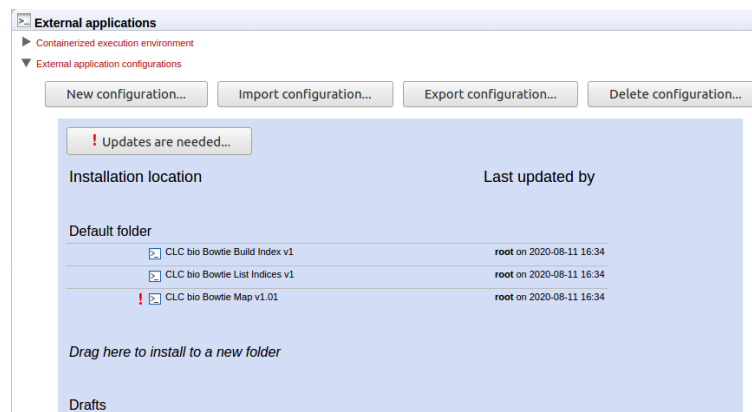 External applications
Containerized execution environment
External application configurations
New configuration... Import configuration... Export configuration... Delete configuration...
! Updates are needed...
Installation location Last updated by
Default folder
CLC bio Bowtie Build Index v1 root on 2020-08-11 16:34
CLC bio Bowtie List Indices v1 root on 2020-08-11 16:34
! CLC bio Bowtie Map v1.01 root on 2020-08-11 16:34
Drag here to install to a new folder
Drafts